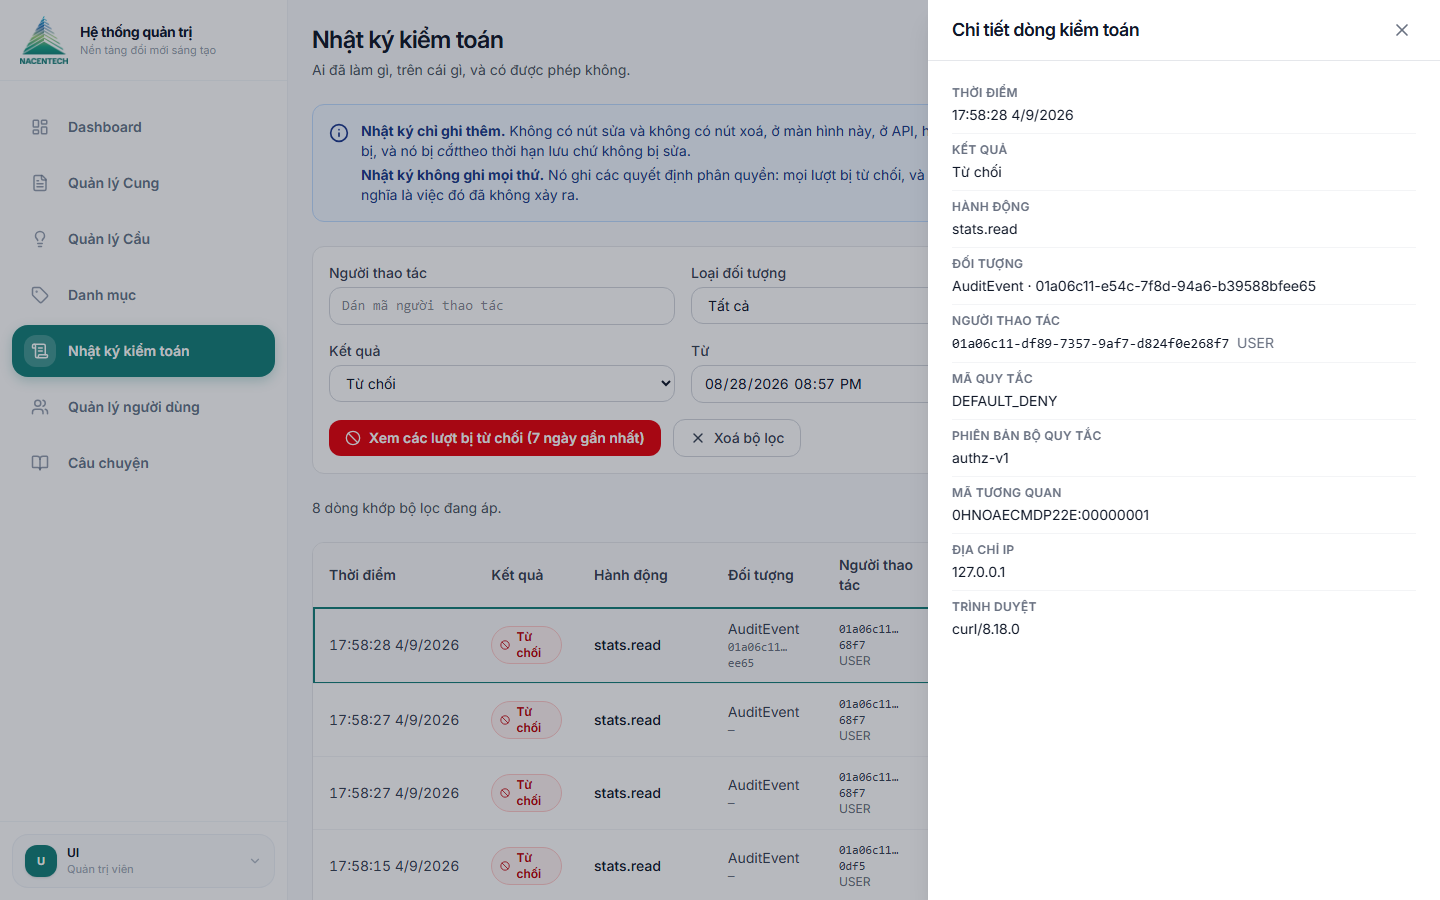 NACENTECH
Hệ thống quản trị
Nền tảng đổi mới sáng tạo
Dashboard
Quản lý Cung
Quản lý Cầu
Danh mục
Nhật ký kiểm toán
Quản lý người dùng
Câu chuyện
U
UI
Quản trị viên
Nhật ký kiểm toán
Ai đã làm gì, trên cái gì, và có được phép không.
Nhật ký chỉ ghi thêm. Không có nút sửa và không có nút xoá, ở màn hình này, ở API, h
bị, và nó bị cắttheo thời hạn lưu chứ không bị sửa.
Nhật ký không ghi mọi thứ. Nó ghi các quyết định phân quyền: mọi lượt bị từ chối, và
nghĩa là việc đó đã không xảy ra.
Người thao tác
Loại đối tượng
Dán mã người thao tác
Tất cả
Kết quả
Từ
Từ chối
08/28/2026 08:57 PM
Xem các lượt bị từ chối (7 ngày gần nhất)
Xoá bộ lọc
8 dòng khớp bộ lọc đang áp.
Thời điểm
Kết quả
Hành động
Đối tượng
Người thao
tác
17:58:28 4/9/2026
Từ
chối
stats.read
AuditEvent
01a06c11…
ee65
01a06c11…
68f7
USER
17:58:27 4/9/2026
Từ
chối
stats.read
AuditEvent
–
01a06c11…
68f7
USER
17:58:27 4/9/2026
Từ
chối
stats.read
AuditEvent
–
01a06c11…
68f7
USER
17:58:15 4/9/2026
Từ
chối
stats.read
AuditEvent
–
01a06c11…
0df5
USER
Chi tiết dòng kiểm toán
THỜI ĐIỂM
17:58:28 4/9/2026
KẾT QUẢ
Từ chối
HÀNH ĐỘNG
stats.read
ĐỐI TƯỢNG
AuditEvent · 01a06c11-e54c-7f8d-94a6-b39588bfee65
NGƯỜI THAO TÁC
01a06c11-df89-7357-9af7-d824f0e268f7 USER
MÃ QUY TẮC
DEFAULT_DENY
PHIÊN BẢN BỘ QUY TẮC
authz-v1
MÃ TƯƠNG QUAN
0HNOAECMDP22E:00000001
ĐỊA CHỈ IP
127.0.0.1
TRÌNH DUYỆT
curl/8.18.0